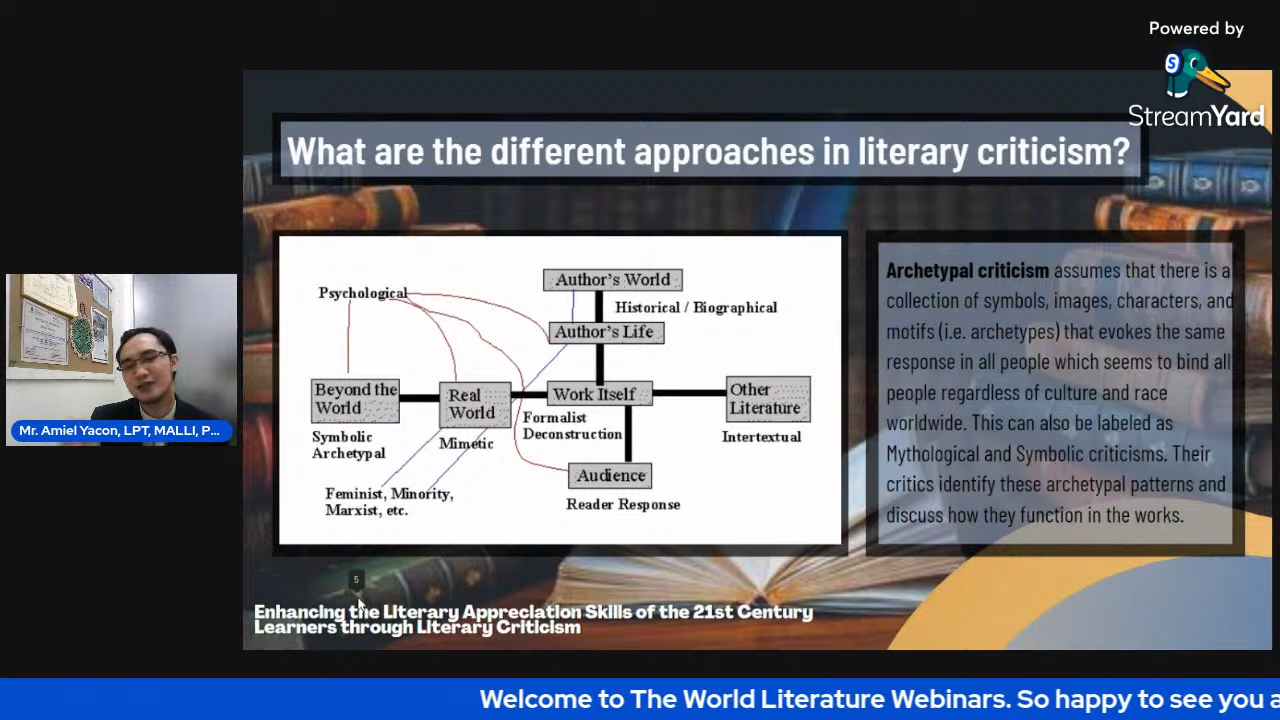 Powered by
S
StreamYard
What are the different approaches in literary criticism?
Psychological
Author's World
Historical / Biographical
Author's Life
Beyond the
World
Real
World
Work Itself
Other
Literature
Symbolic
Archetypal
Mimetic
Formalist
Deconstruction
Intertextual
Audience
Feminist, Minority,
Marxist, etc.
Reader Response
Archetypal criticism assumes that there is a
collection of symbols, images, characters, and
motifs (i.e. archetypes) that evokes the same
response in all people which seems to bind all
people regardless of culture and race
worldwide. This can also be labeled as
Mythological and Symbolic criticisms. Their
critics identify these archetypal patterns and
discuss how they function in the works.
Mr. Amiel Yacon, LPT, MALLI, P...
5
Enhancing the Literary Appreciation Skills of the 21st Century
Learners through Literary Criticism
Welcome to The World Literature Webinars. So happy to see you a